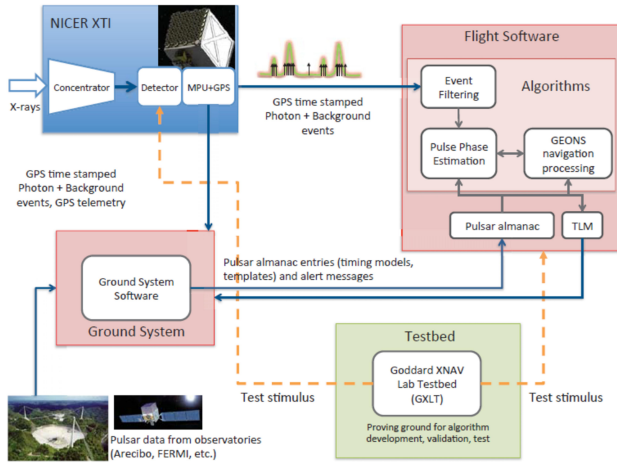 NICER XTI
X-rays
Concentrator
Detector
MPU+GPS
GPS time stamped
Photon + Background
events
Flight Software
Algorithms
Event
Filtering
Pulse Phase
Estimation
GEONS
navigation
processing
Pulsar almanac
TLM
GPS time stamped
Photon + Background
events, GPS telemetry
Pulsar almanac entries (timing models,
templates) and alert messages
Ground System
Software
Ground System
Testbed
Goddard XNAV
Lab Testbed
(GXLT)
Proving ground for algorithm
development, validation, test
Test stimulus
Test stimulus
Pulsar data from observatories
(Arecibo, FERMI, etc.)